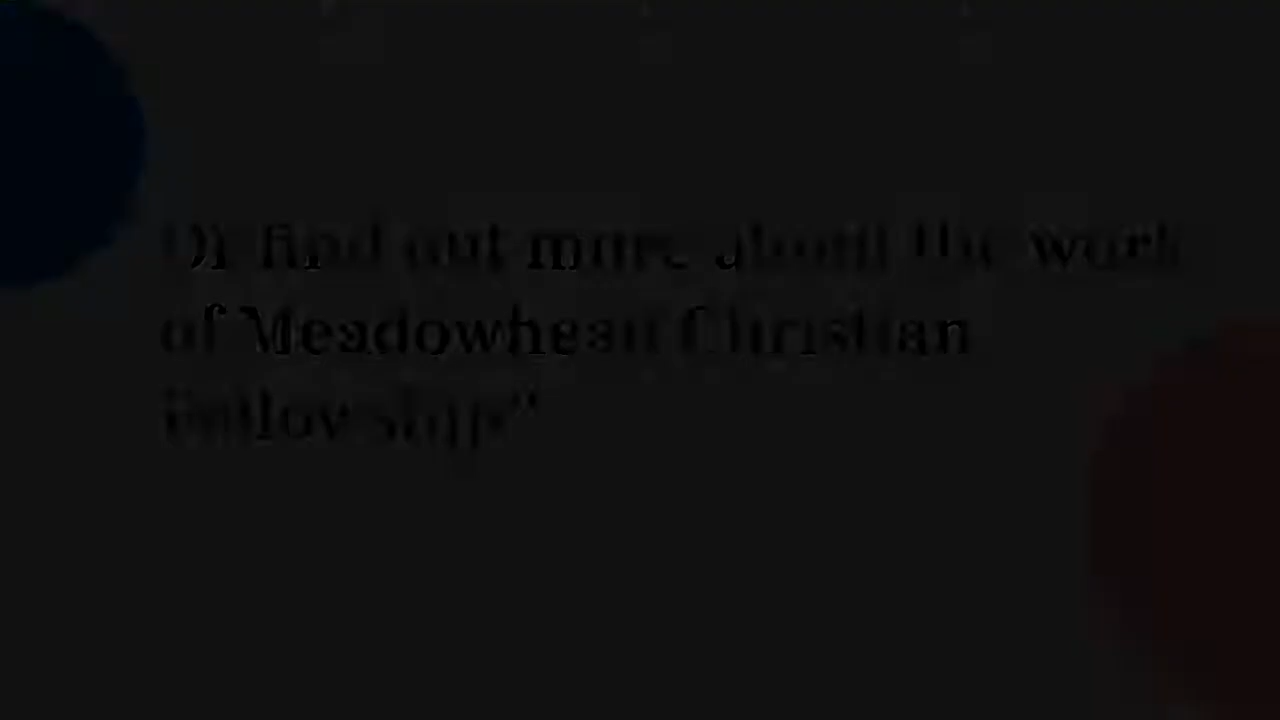 Or find out more about the work
of Meadowhead Christian
Fellowship"